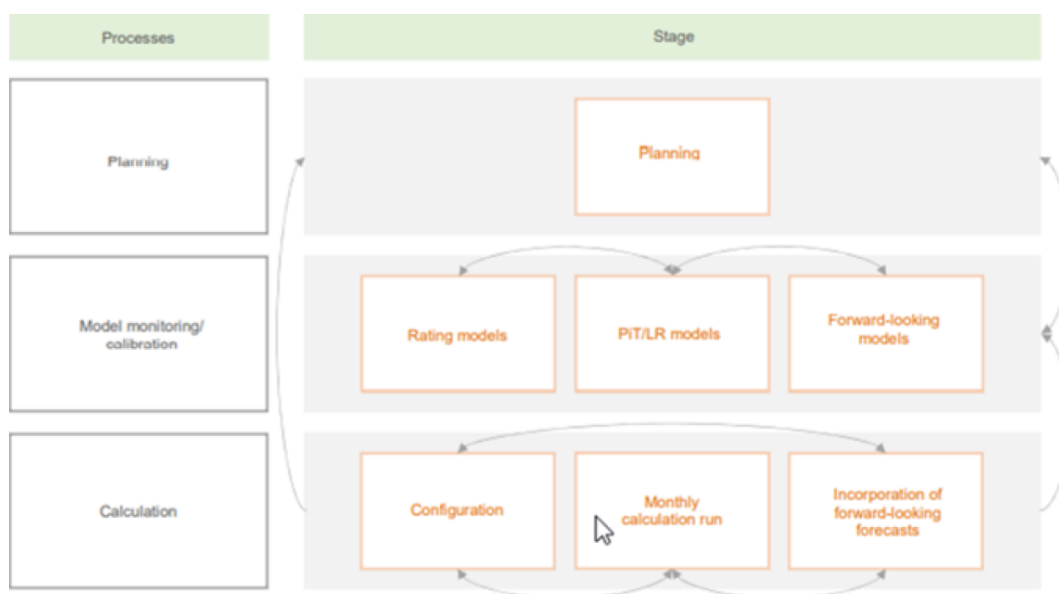 Processes
Stage
Planning
Planning
Model monitoring/
calibration
Rating models
PiT/LR models
Forward-looking
models
Calculation
Configuration
Monthly
calculation run
Incorporation of
forward-looking
forecasts